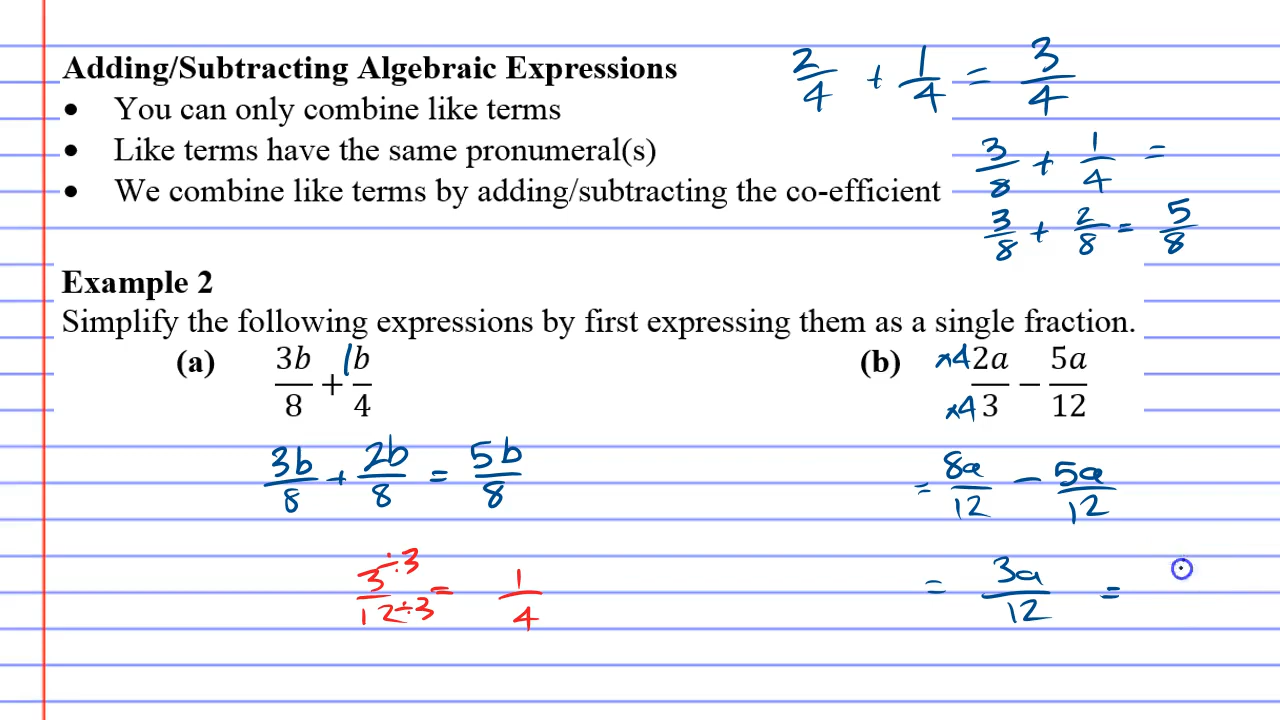 Adding/Subtracting Algebraic Expressions
• You can only combine like terms
• Like terms have the same pronumeral(s)
• We combine like terms by adding/subtracting the co-efficient
2/4 + 1/4 = 3/4
3/8 + 1/4 =
3/8 + 2/8 = 5/8
Example 2
Simplify the following expressions by first expressing them as a single fraction.
(a) 3b/8 + 1b/4
3b/8 + 2b/8 = 5b/8
3÷3/12÷3 = 1/4
(b) ×4 2a/×4 3 − 5a/12
= 8a/12 − 5a/12
= 3a/12 =